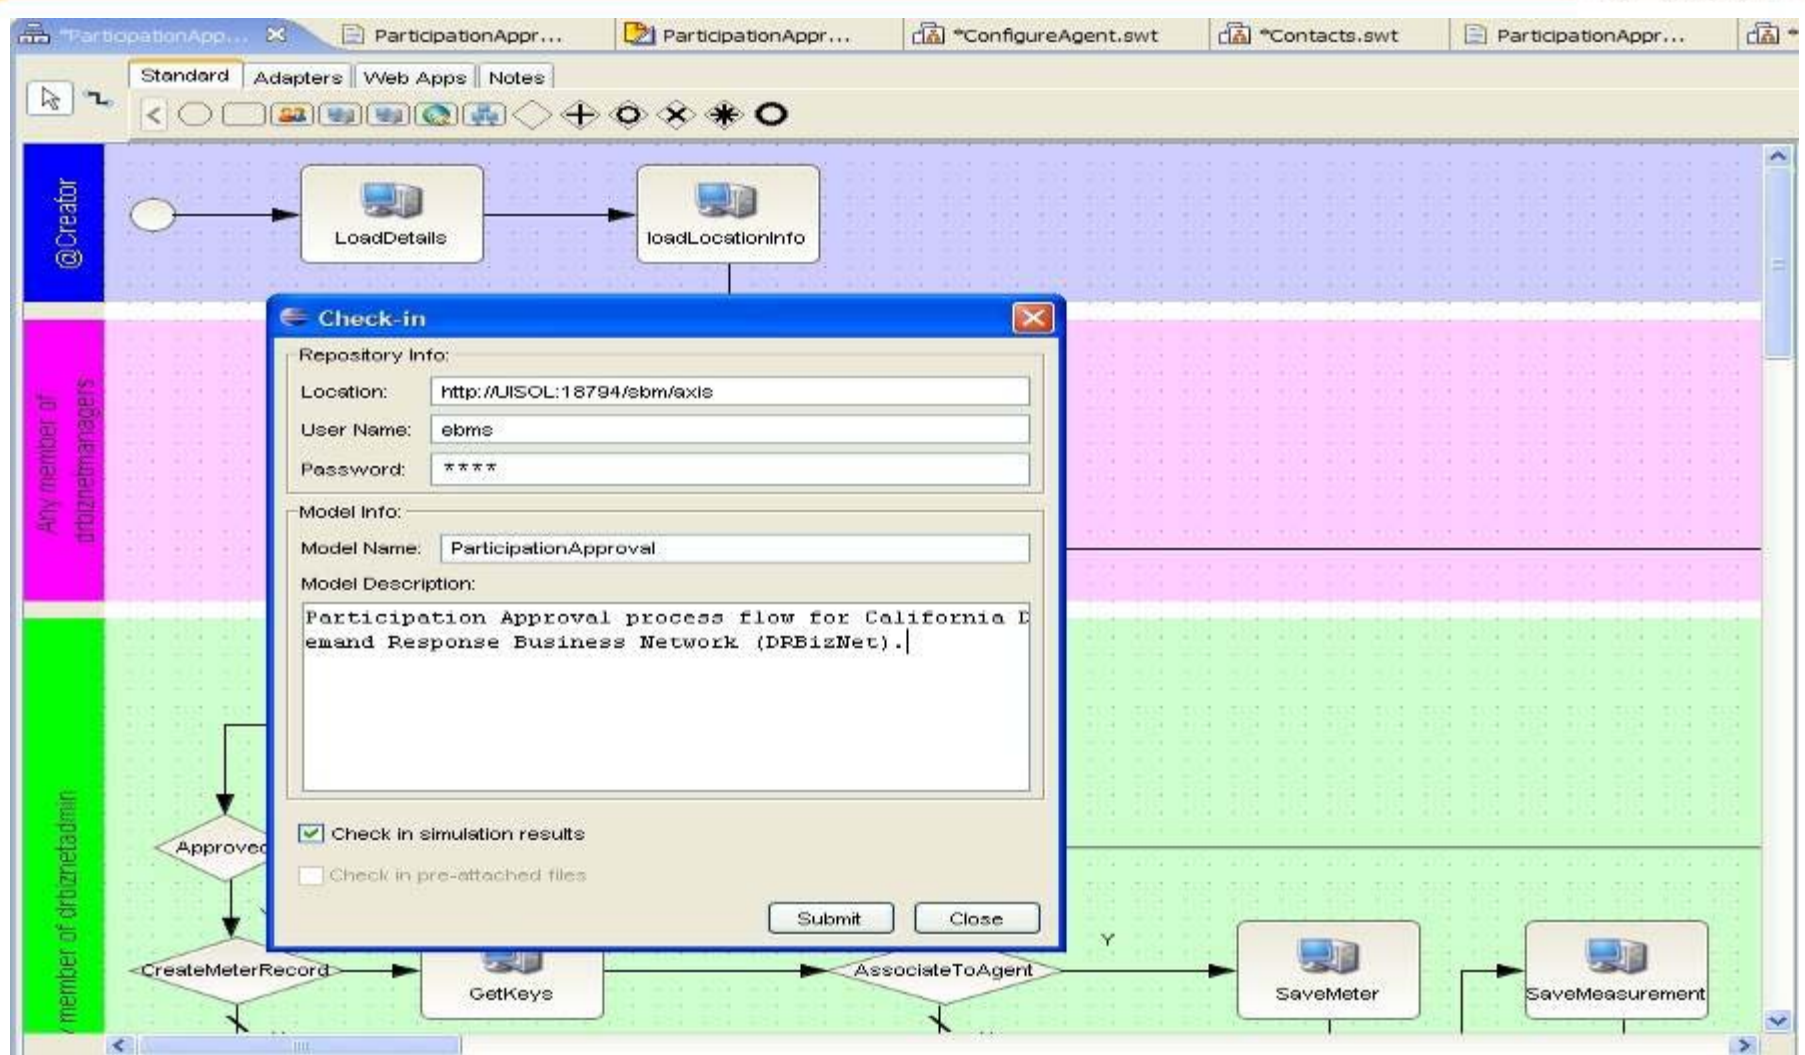 *ParticipationApp...
ParticipationAppr...
ParticipationAppr...
*ConfigureAgent.swt
*Contacts.swt
ParticipationAppr...
*
Standard
Adapters
Web Apps
Notes
@Creator
LoadDetails
loadLocationInfo
Any member of
drbiznetmanagers
Check-in
Repository Info:
Location:
http://UISOL:18794/sbm/axis
User Name:
ebms
Password:
****
Model Info:
Model Name:
ParticipationApproval
Model Description:
Participation Approval process flow for California D
emand Response Business Network (DRBizNet).
Check in simulation results
Check in pre-attached files
Submit
Close
member of drbiznetadmin
Approved
CreateMeterRecord
GetKeys
AssociateToAgent
Y
SaveMeter
SaveMeasurement